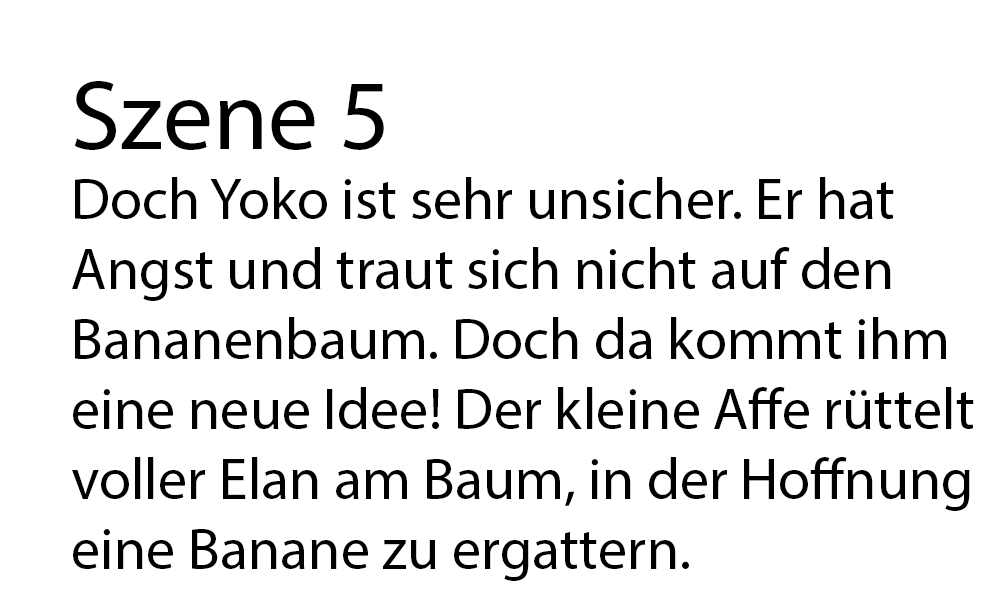 Szene 5
Doch Yoko ist sehr unsicher. Er hat
Angst und traut sich nicht auf den
Bananenbaum. Doch da kommt ihm
eine neue Idee! Der kleine Affe rüttelt
voller Elan am Baum, in der Hoffnung
eine Banane zu ergattern.